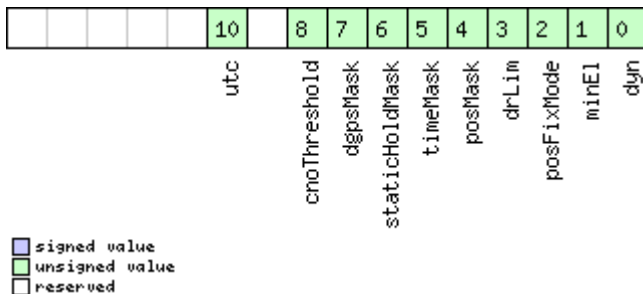 10 8 7 6 5 4 3 2 1 0
utc cnoThreshold dgpsMask staticHoldMask timeMask posMask drLim posFixMode minEl dyn
signed value
unsigned value
reserved